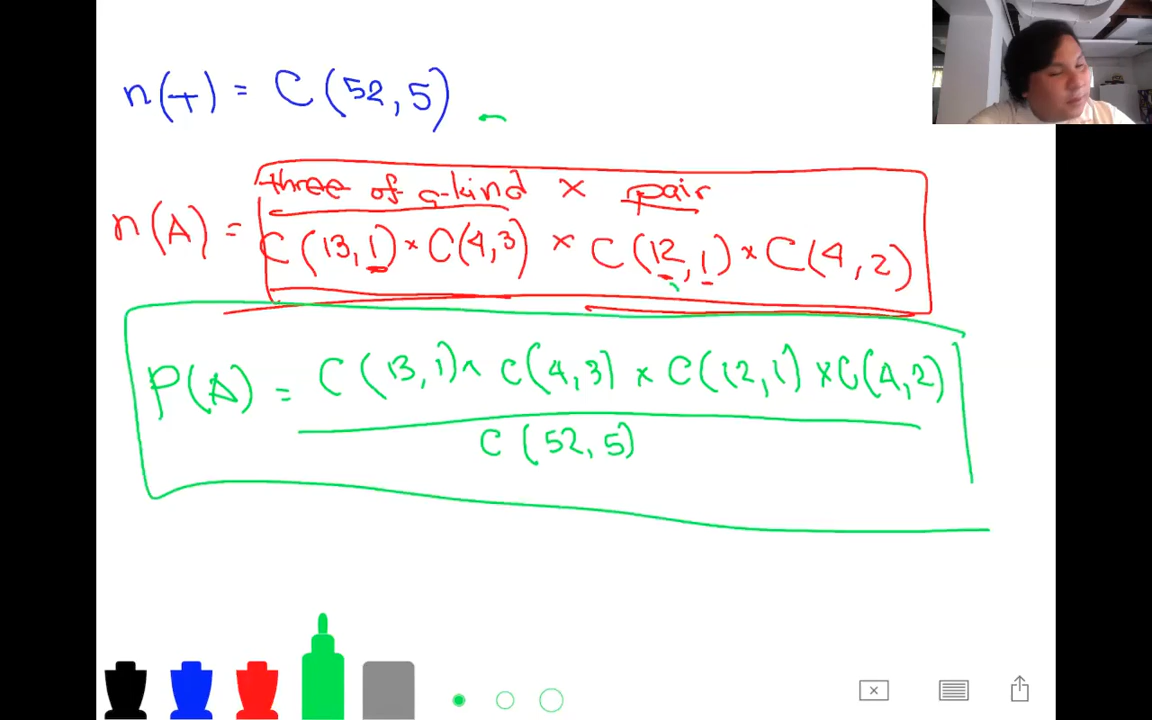 n(T) = C(52,5)
three of a-kind × pair
n(A) = C(13,1) × C(4,3) × C(12,1) × C(4,2)
P(A) = C(13,1) × C(4,3) × C(12,1) × C(4,2)
C(52,5)